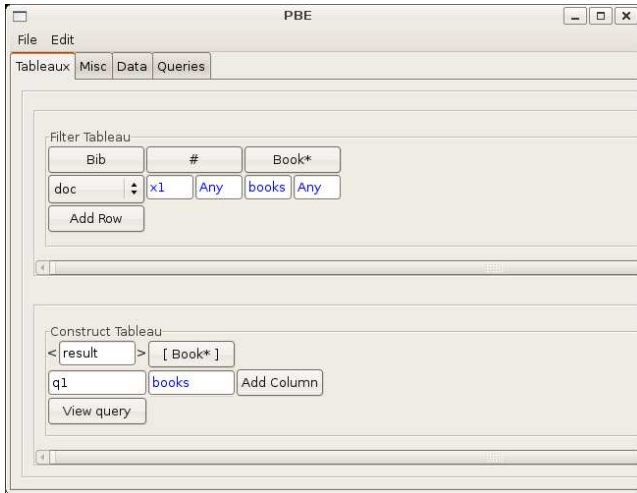 PBE
File Edit
Tableaux Misc Data Queries
Filter Tableau
Bib # Book*
doc x1 Any books Any
Add Row
Construct Tableau
< result > [ Book* ]
q1 books Add Column
View query